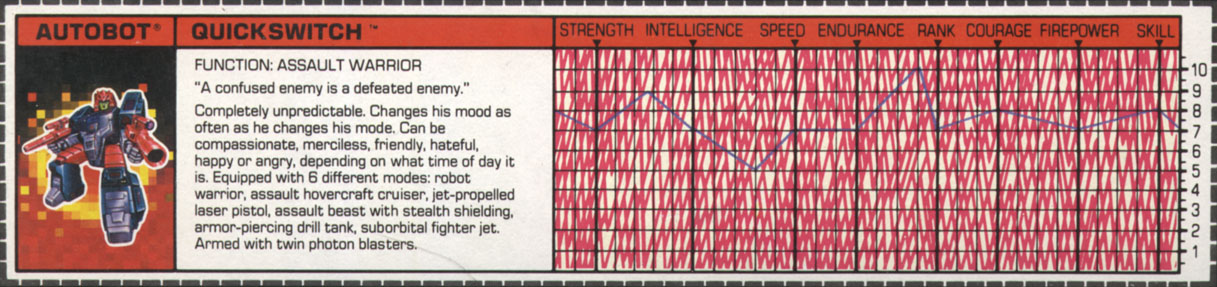 AUTOBOT®
QUICKSWITCH™
STRENGTH INTELLIGENCE SPEED ENDURANCE RANK COURAGE FIREPOWER SKILL
FUNCTION: ASSAULT WARRIOR
"A confused enemy is a defeated enemy."
Completely unpredictable. Changes his mood as
often as he changes his mode. Can be
compassionate, merciless, friendly, hateful,
happy or angry, depending on what time of day it
is. Equipped with 6 different modes: robot
warrior, assault hovercraft cruiser, jet-propelled
laser pistol, assault beast with stealth shielding,
armor-piercing drill tank, suborbital fighter jet.
Armed with twin photon blasters.
10
9
8
7
6
5
4
3
2
1